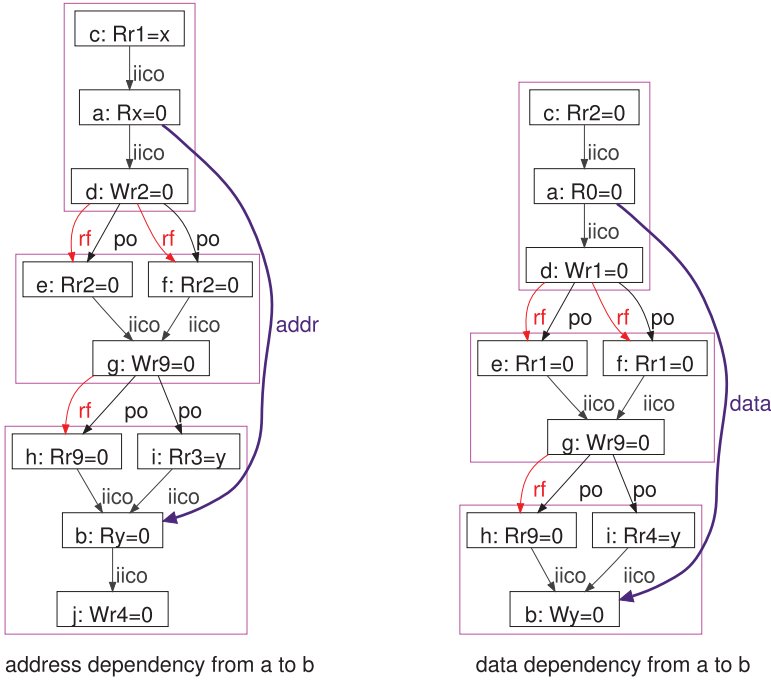 c: Rr1=x
iico
a: Rx=0
iico
d: Wr2=0
rf po rf po
e: Rr2=0 f: Rr2=0
iico iico
addr
g: Wr9=0
rf po po
h: Rr9=0 i: Rr3=y
iico iico
b: Ry=0
iico
j: Wr4=0
address dependency from a to b
c: Rr2=0
iico
a: R0=0
iico
d: Wr1=0
rf po rf po
e: Rr1=0 f: Rr1=0
iico iico
data
g: Wr9=0
rf po po
h: Rr9=0 i: Rr4=y
iico iico
b: Wy=0
data dependency from a to b